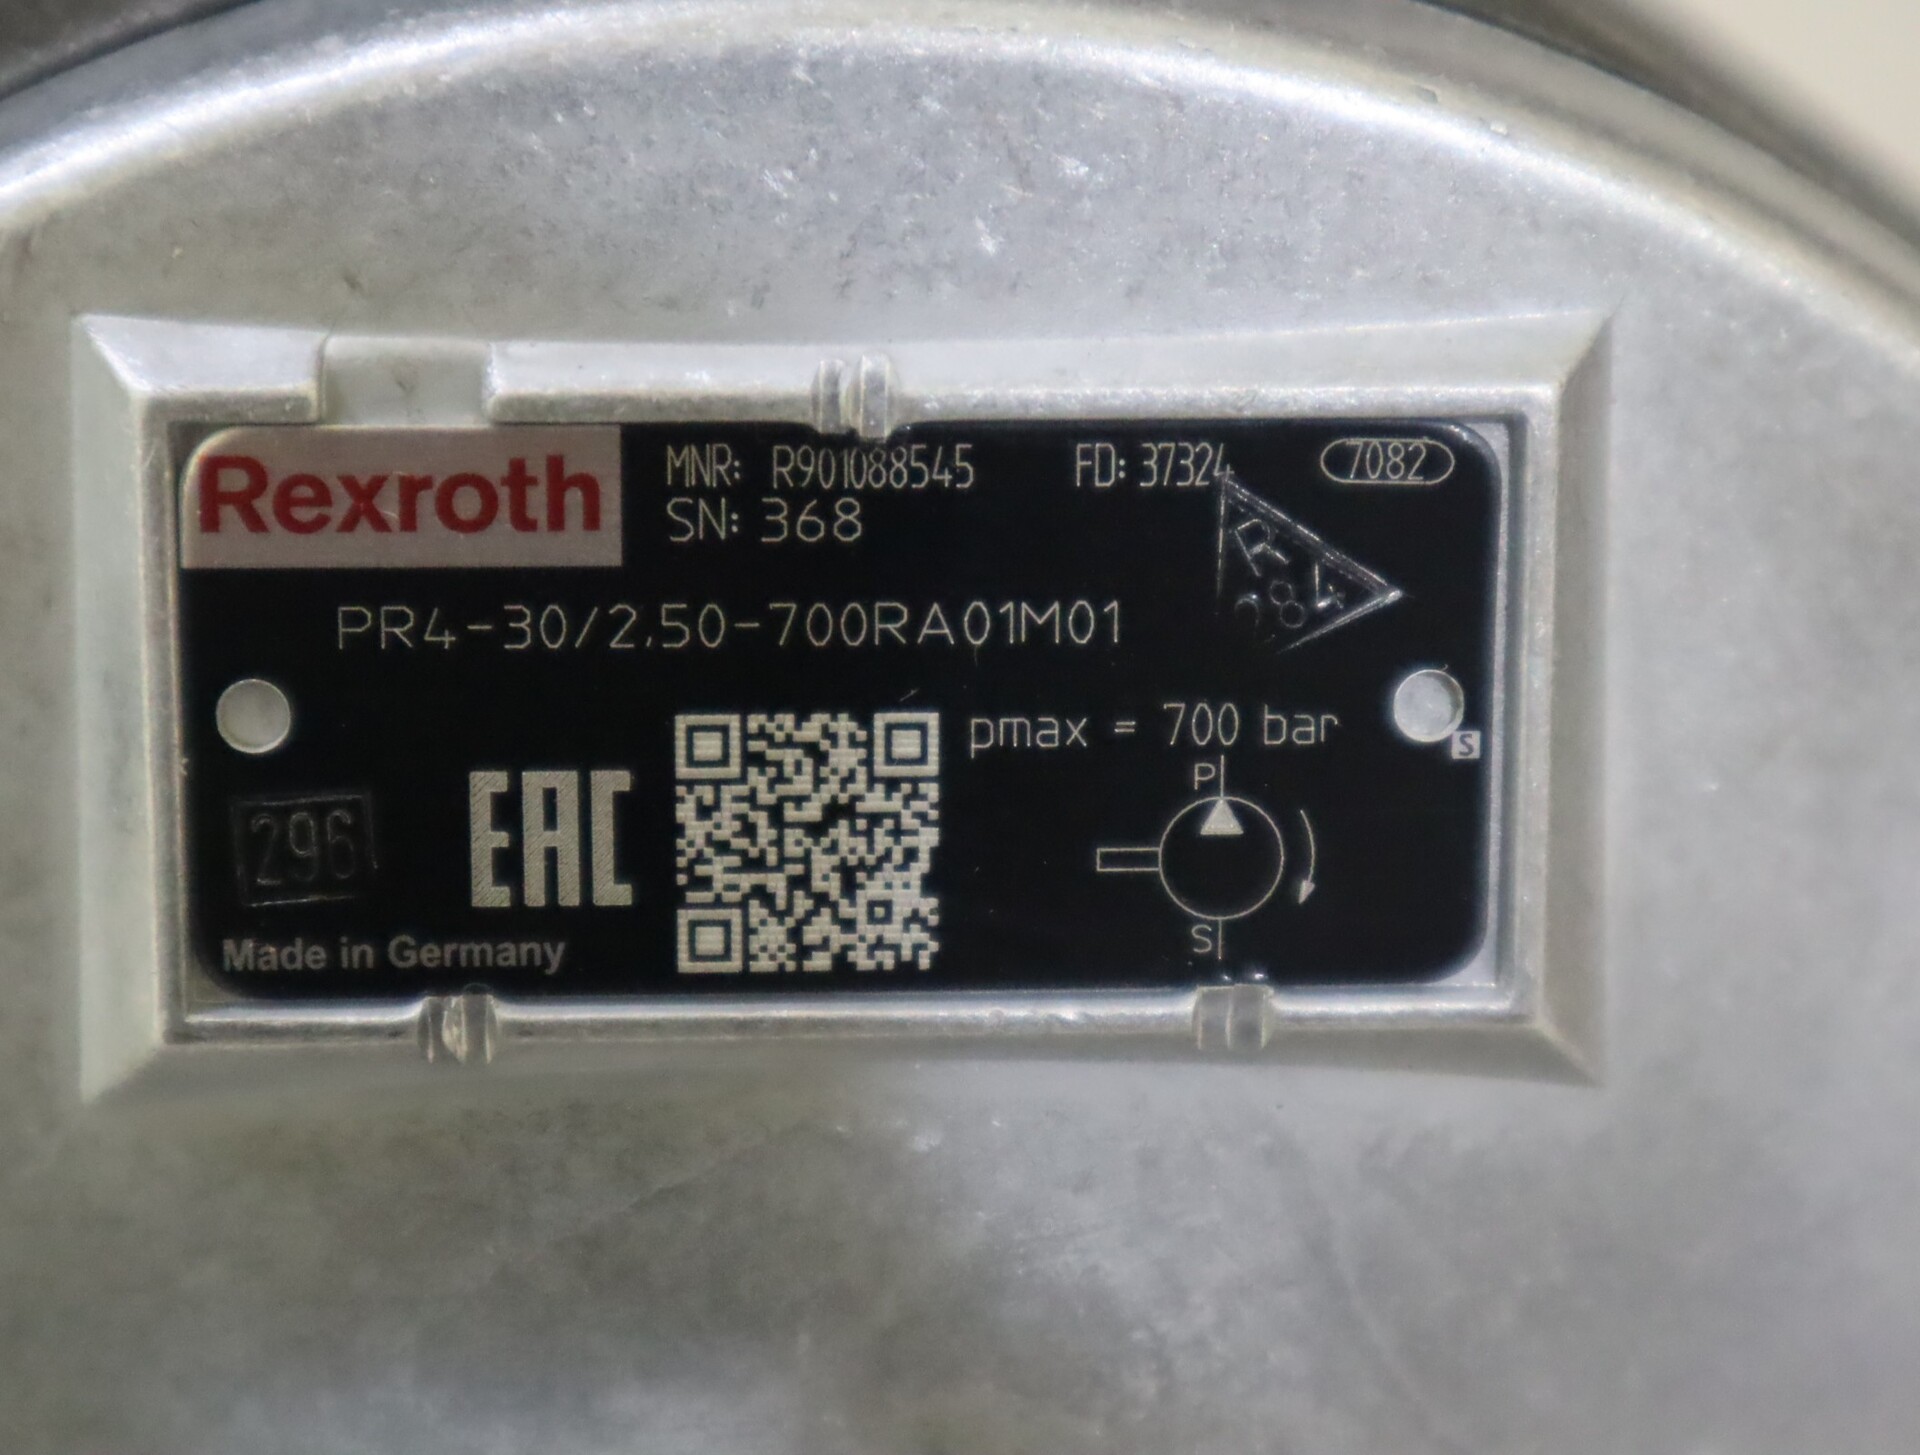 Rexroth
MNR: R901088545
FD: 37324
7082
SN: 368
R
284
PR4-30/2.50-700RA01M01
pmax = 700 bar
S
P
296
EAC
S
Made in Germany